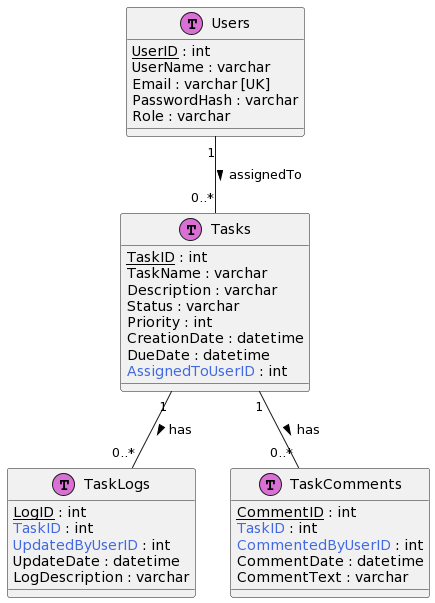 T Users
UserID : int
UserName : varchar
Email : varchar [UK]
PasswordHash : varchar
Role : varchar
1
assignedTo
0..*
T Tasks
TaskID : int
TaskName : varchar
Description : varchar
Status : varchar
Priority : int
CreationDate : datetime
DueDate : datetime
AssignedToUserID : int
1
1
has
has
0..*
0..*
T TaskLogs
LogID : int
TaskID : int
UpdatedByUserID : int
UpdateDate : datetime
LogDescription : varchar
T TaskComments
CommentID : int
TaskID : int
CommentedByUserID : int
CommentDate : datetime
CommentText : varchar